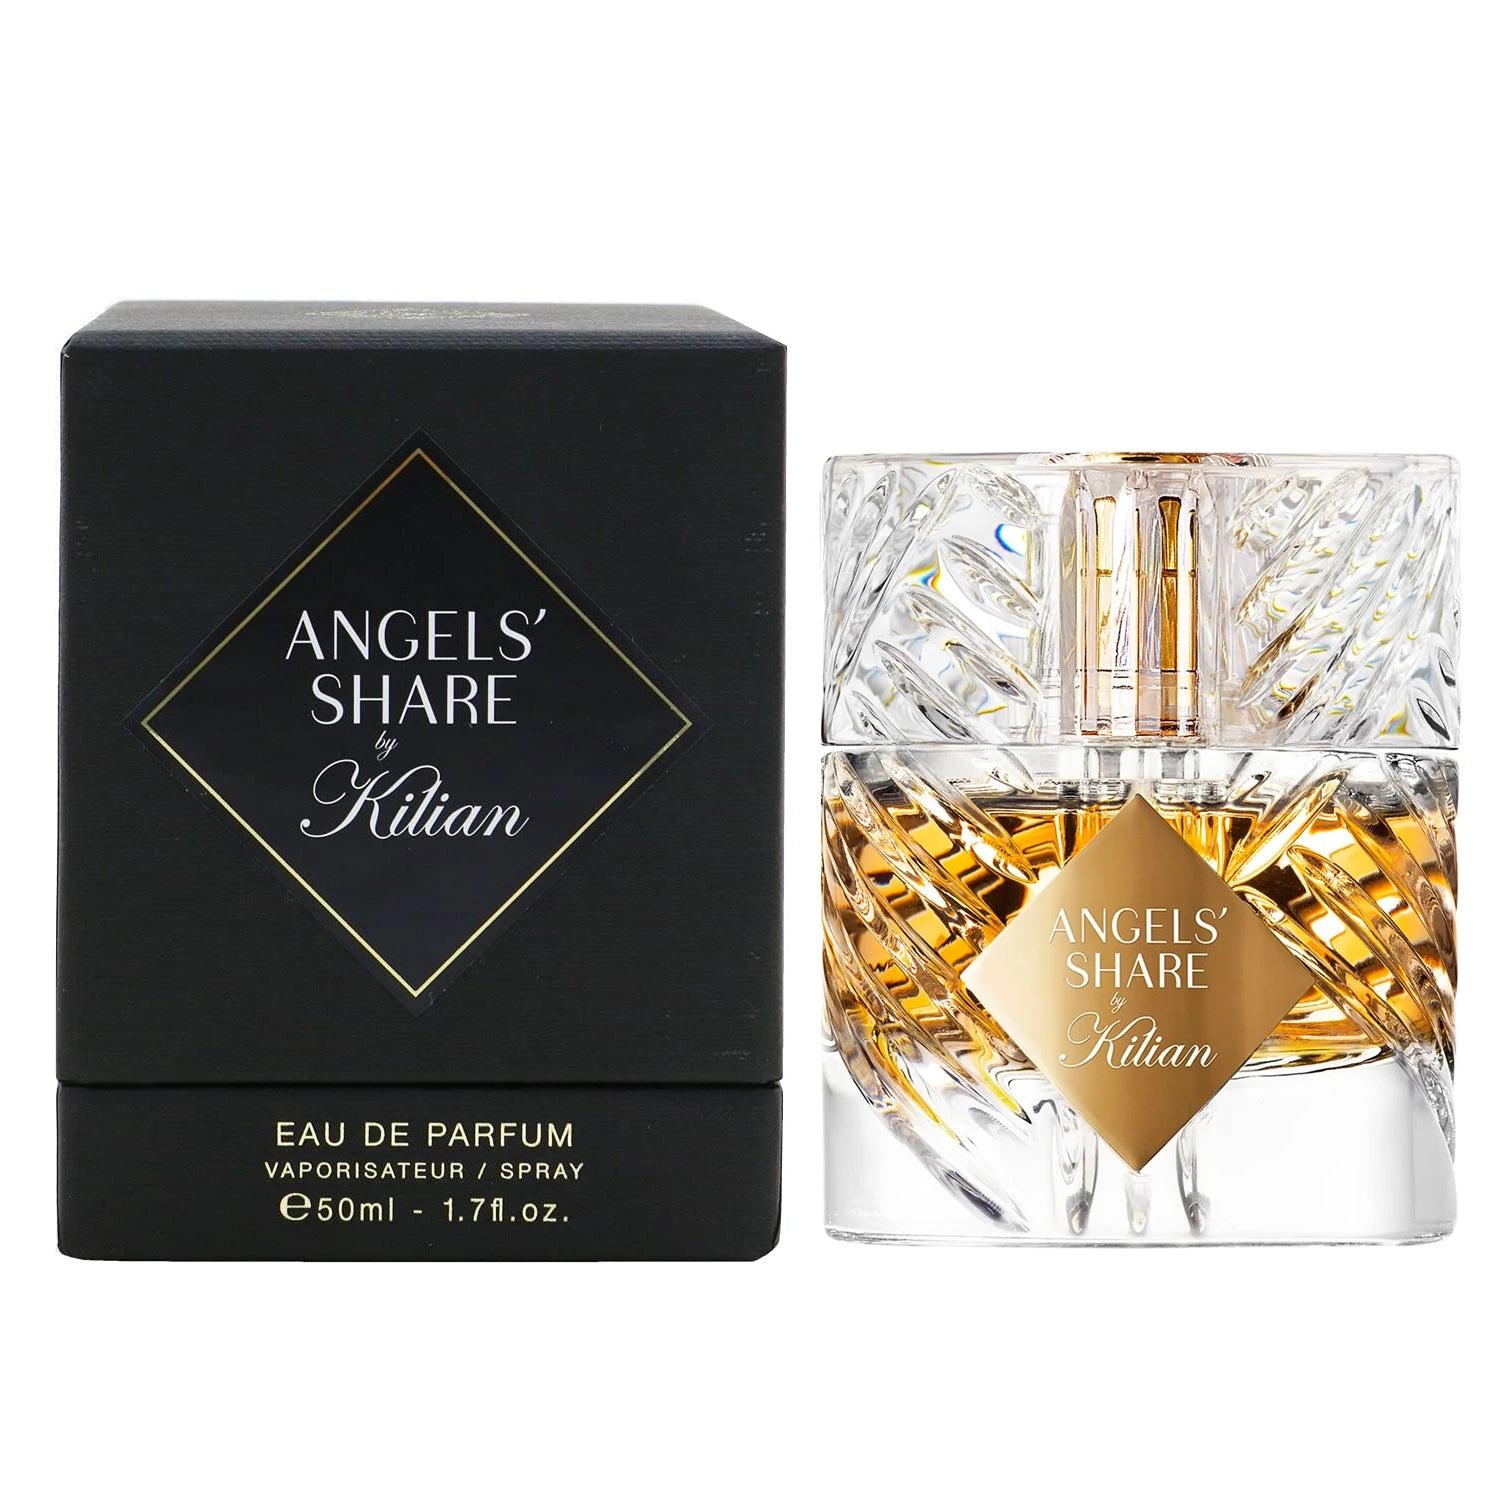 ANGELS'
SHARE
by
Kilian
EAU DE PARFUM
VAPORISATEUR / SPRAY
℮50ml - 1.7fl.oz.
ANGELS'
SHARE
by
Kilian